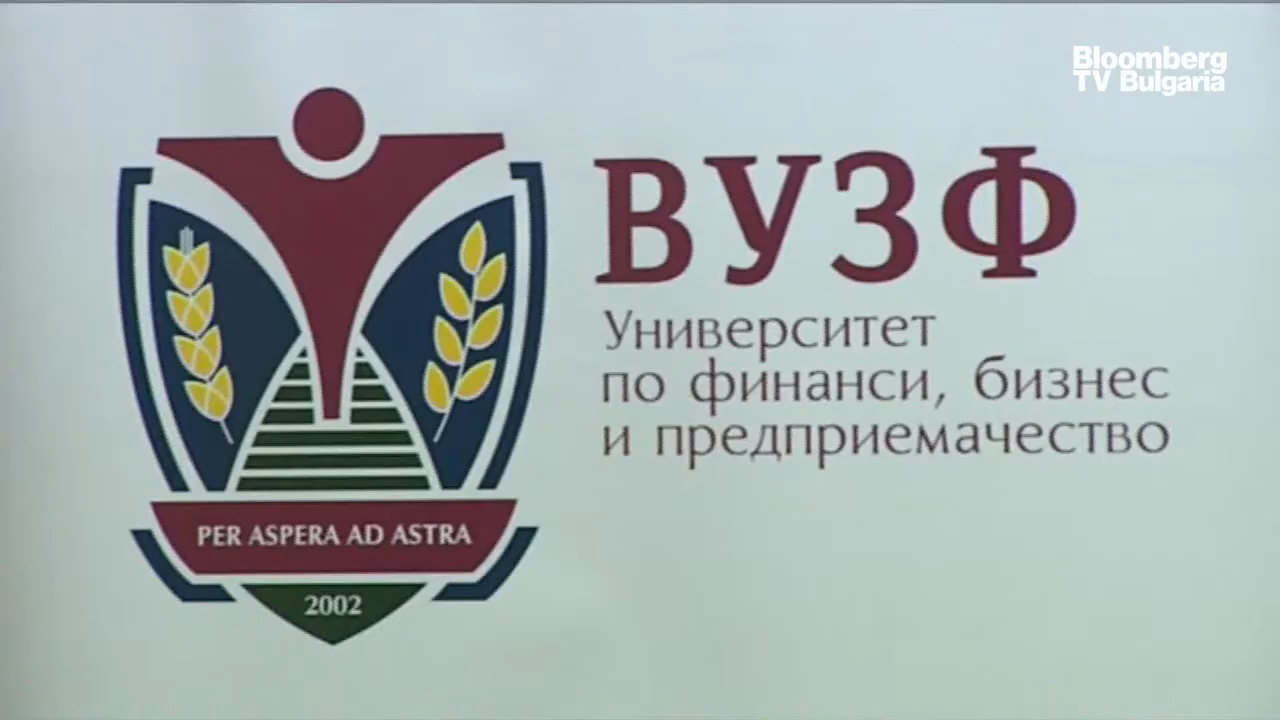 Bloomberg
TV Bulgaria
ВУЗФ
Университет
по финанси, бизнес
и предприемачество
PER ASPERA AD ASTRA
2002